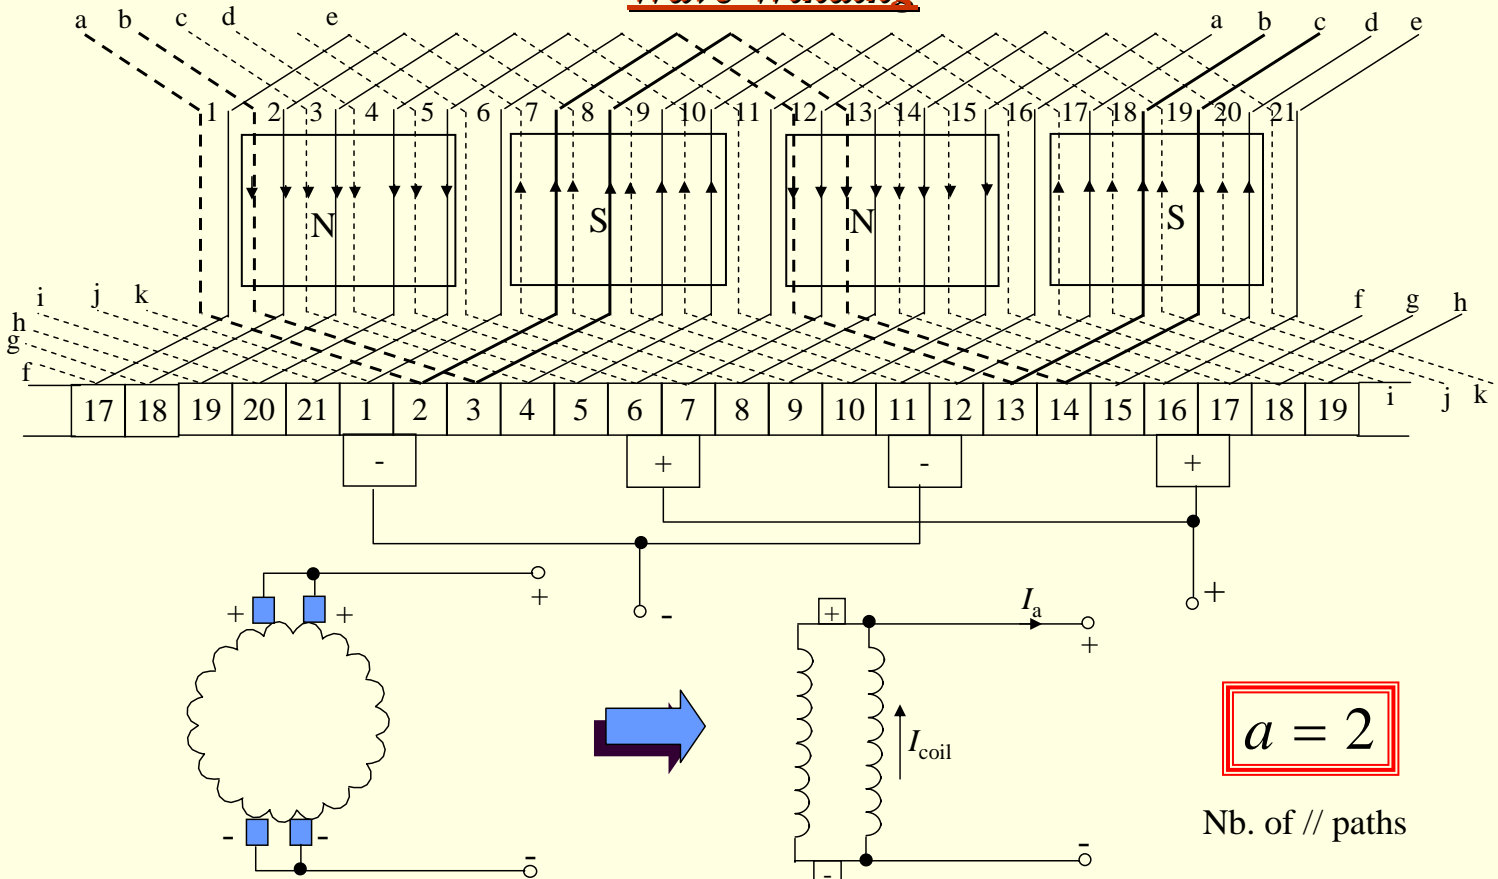 Wave Winding
a b c d e a b c d e
1 2 3 4 5 6 7 8 9 10 11 12 13 14 15 16 17 18 19 20 21
N S N S
i j k f g h
h
g
f
17 18 19 20 21 1 2 3 4 5 6 7 8 9 10 11 12 13 14 15 16 17 18 19 i j k
- + - +
+ + + - Ia + +
Icoil
a = 2
Nb. of // paths
- - - - -